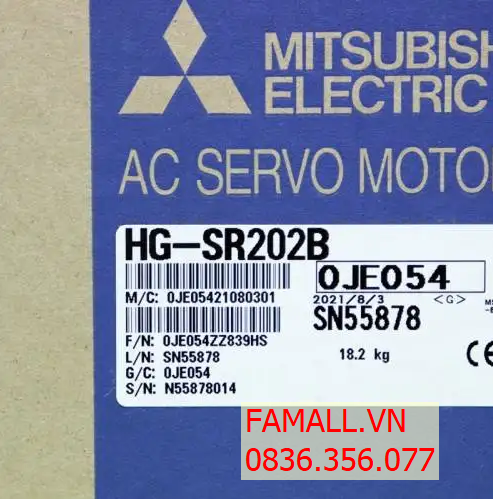 MITSUBISH
ELECTRIC
AC SERVO MOTO
HG-SR202B
0JE054
M/C: 0JE05421080301
2021/8/3 <G>
SN55878
F/N: 0JE054ZZ839HS
L/N: SN55878
18.2 kg
G/C: 0JE054
S/N: N55878014
FAMALL.VN
0836.356.077